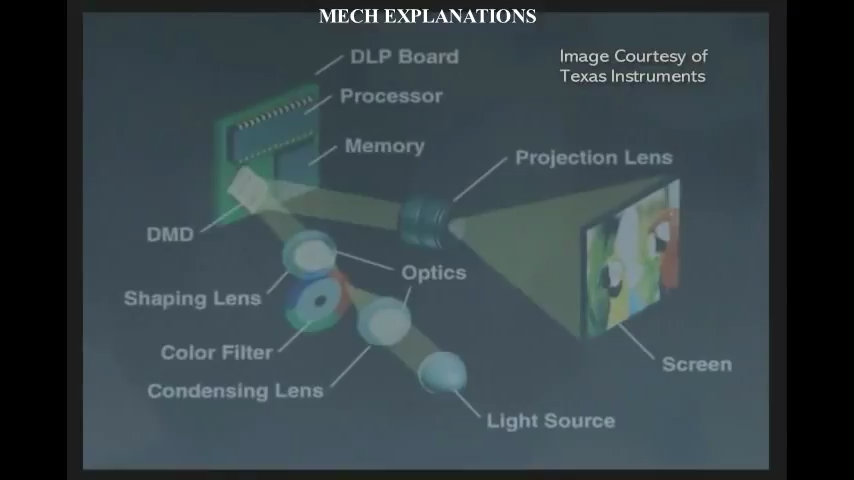 MECH EXPLANATIONS
Image Courtesy of
Texas Instruments
DLP Board
Processor
Memory
Projection Lens
DMD
Optics
Shaping Lens
Color Filter
Condensing Lens
Screen
Light Source